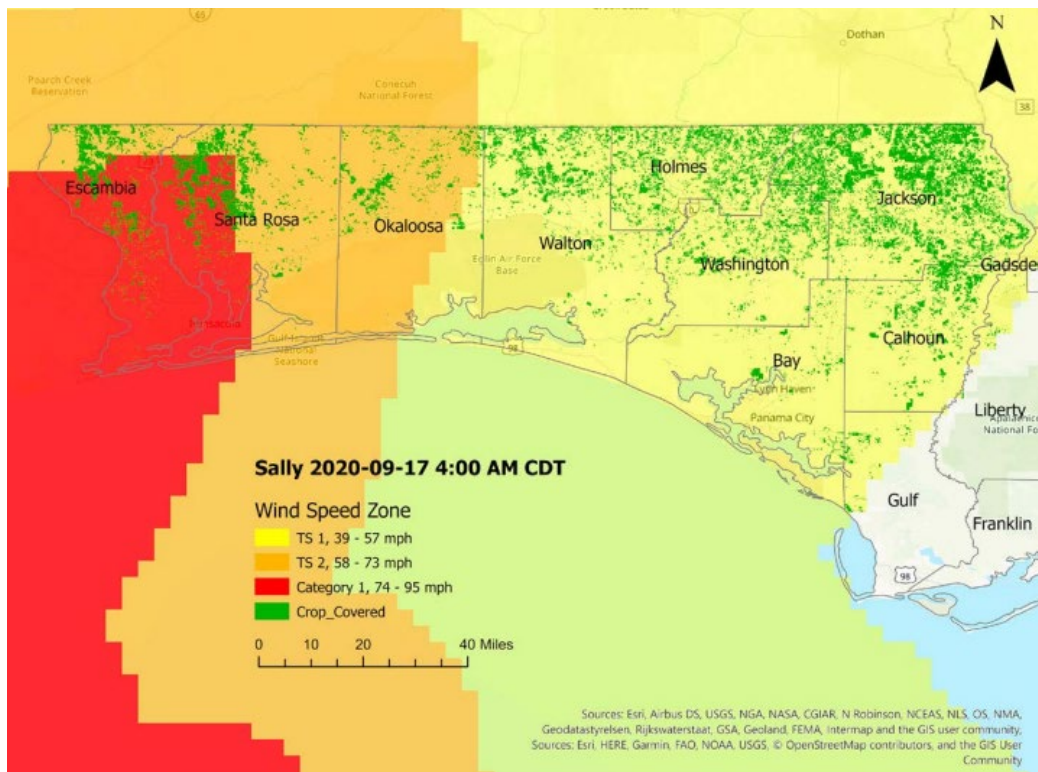 65
Dothan
N
Poarch Creek
Reservation
Conecuh
National Forest
38
Holmes
Escambia
Jackson
Santa Rosa
Okaloosa
Walton
Eglin Air Force
Base
Washington
Gadsde
Pensacola
98
National
Seashore
Calhoun
Bay
Lynn Haven
Panama City
Liberty
National Fo
Sally 2020-09-17 4:00 AM CDT
Wind Speed Zone
TS 1, 39 - 57 mph
TS 2, 58 - 73 mph
Category 1, 74 - 95 mph
Crop_Covered
0 10 20 40 Miles
Gulf
Franklin
98
Sources: Esri, Airbus DS, USGS, NGA, NASA, CGIAR, N Robinson, NCEAS, NLS, OS, NMA,
Geodatastyrelsen, Rijkswaterstaat, GSA, Geoland, FEMA, Intermap and the GIS user community,
Sources: Esri, HERE, Garmin, FAO, NOAA, USGS, © OpenStreetMap contributors, and the GIS User
Community